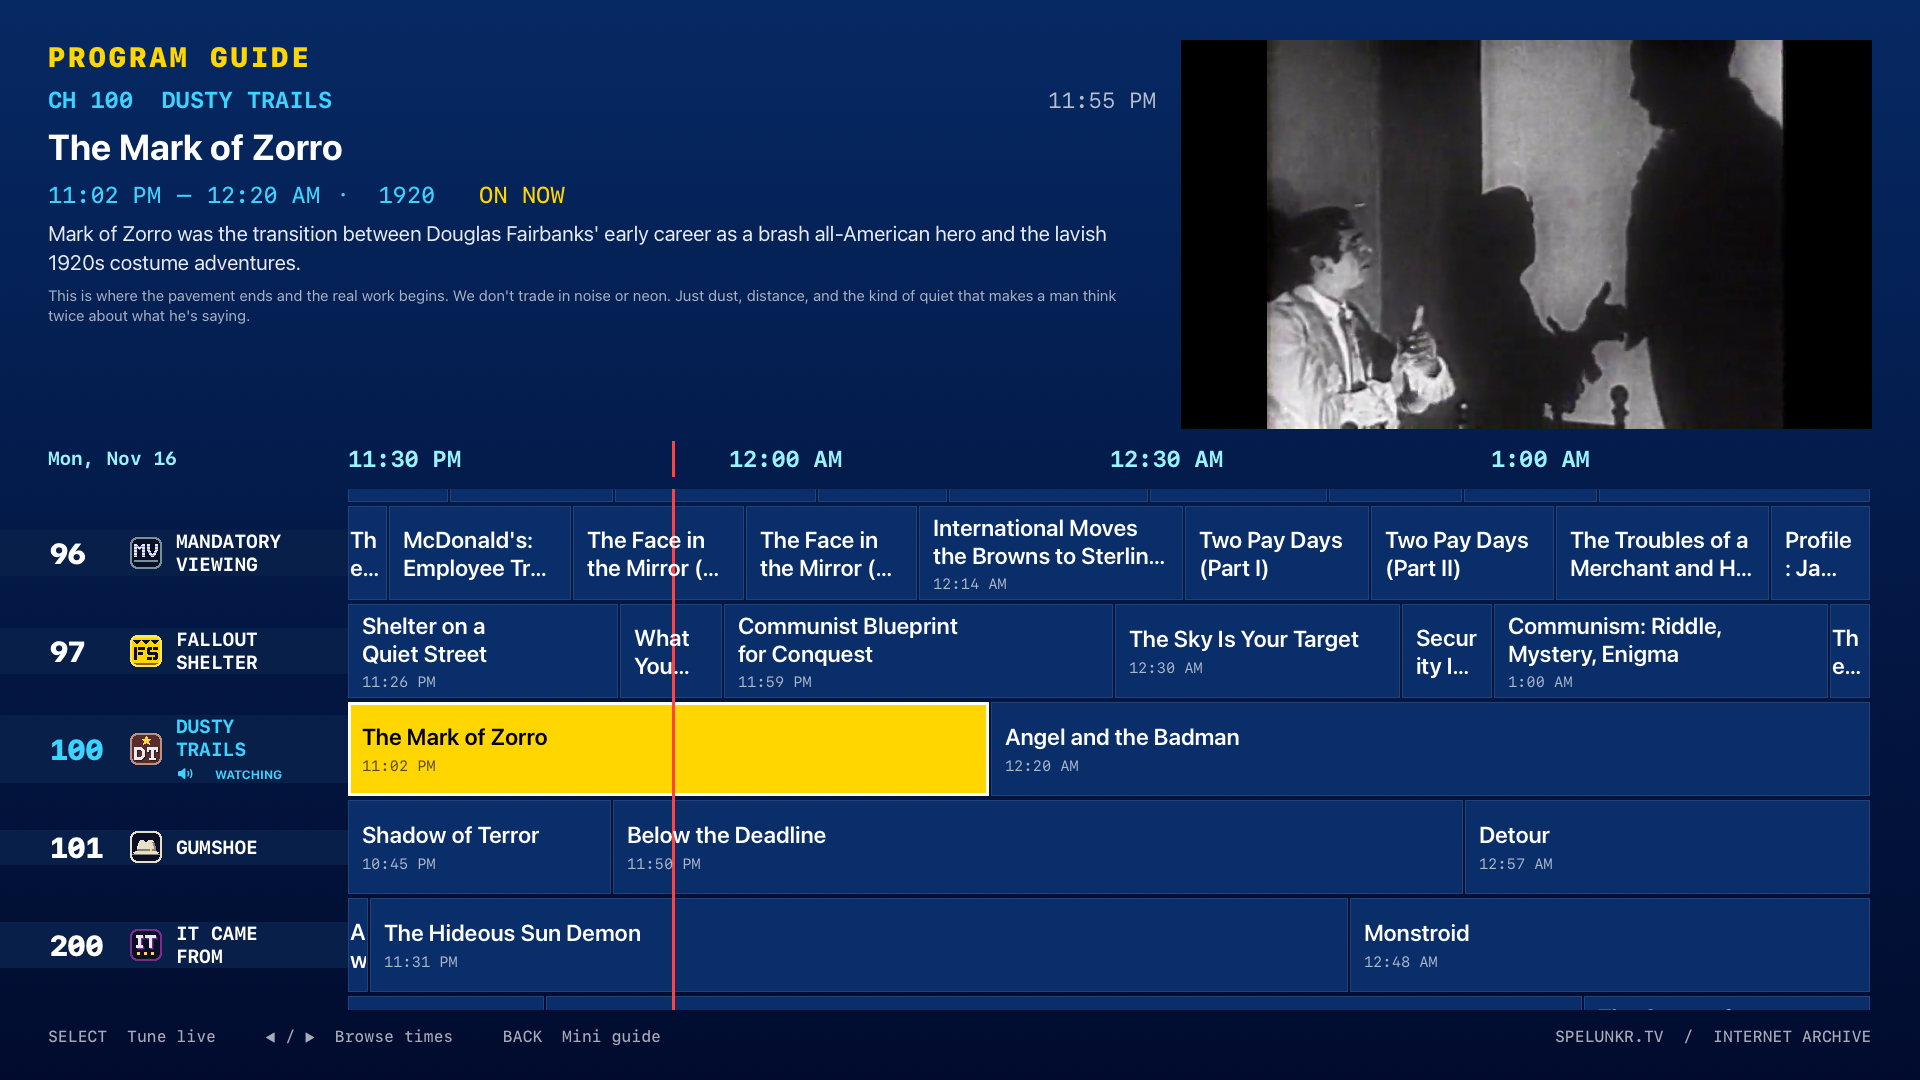 PROGRAM GUIDE
CH 100 DUSTY TRAILS
11:55 PM
The Mark of Zorro
11:02 PM — 12:20 AM · 1920 ON NOW
Mark of Zorro was the transition between Douglas Fairbanks' early career as a brash all-American hero and the lavish
1920s costume adventures.
This is where the pavement ends and the real work begins. We don't trade in noise or neon. Just dust, distance, and the kind of quiet that makes a man think
twice about what he's saying.
Mon, Nov 16
11:30 PM
12:00 AM
12:30 AM
1:00 AM
96
MV
MANDATORY
VIEWING
Th
e...
McDonald's:
Employee Tr...
The Face in
the Mirror (...
The Face in
the Mirror (...
International Moves
the Browns to Sterlin...
12:14 AM
Two Pay Days
(Part I)
Two Pay Days
(Part II)
The Troubles of a
Merchant and H...
Profile
: Ja...
97
FS
FALLOUT
SHELTER
Shelter on a
Quiet Street
11:26 PM
What
You...
Communist Blueprint
for Conquest
11:59 PM
The Sky Is Your Target
12:30 AM
Secur
ity I...
Communism: Riddle,
Mystery, Enigma
1:00 AM
Th
e...
100
DT
DUSTY
TRAILS
WATCHING
The Mark of Zorro
11:02 PM
Angel and the Badman
12:20 AM
101
GUMSHOE
Shadow of Terror
10:45 PM
Below the Deadline
11:50 PM
Detour
12:57 AM
200
IT
IT CAME
FROM
A
w
The Hideous Sun Demon
11:31 PM
Monstroid
12:48 AM
SELECT Tune live ◀ / ▶ Browse times BACK Mini guide
SPELUNKR.TV / INTERNET ARCHIVE